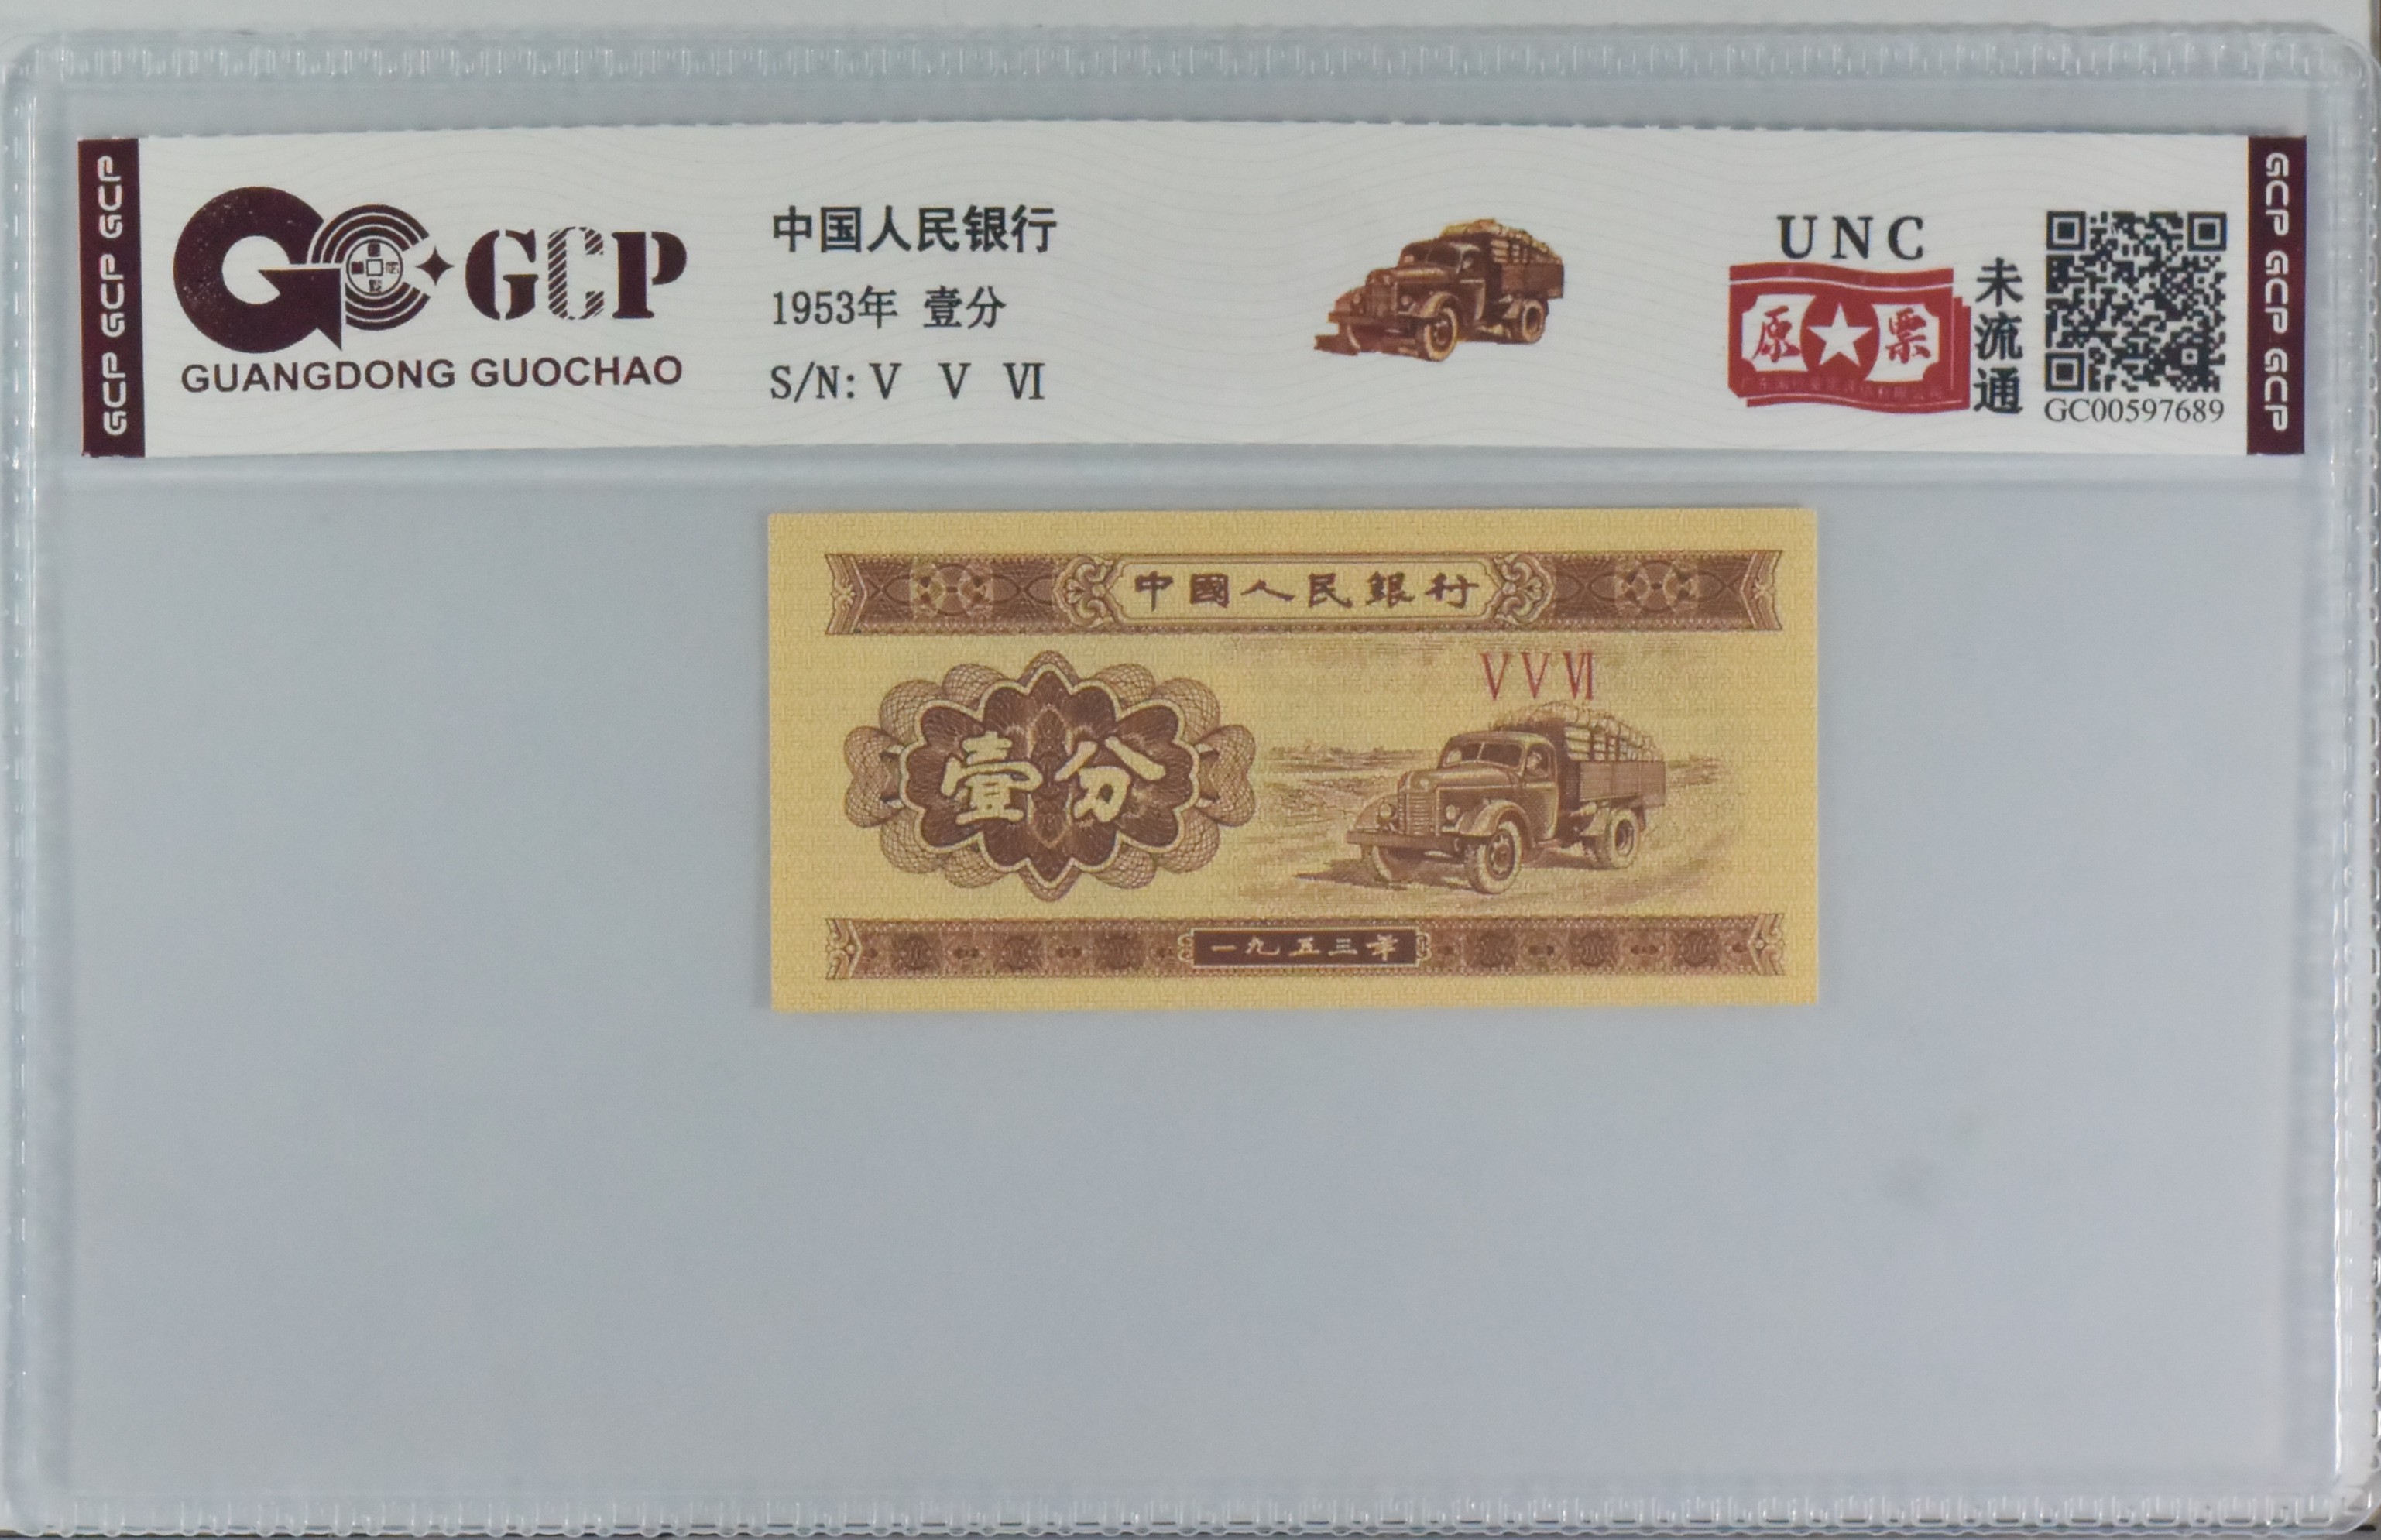 GCP GCP GCP
GCP
GUANGDONG GUOCHAO
中国人民银行
1953年 壹分
S/N: Ⅴ Ⅴ Ⅵ
UNC
原 票
未流通
GC00597689
GCP GCP GCP
中國人民銀行
Ⅴ Ⅴ Ⅵ
壹分
一九五三年